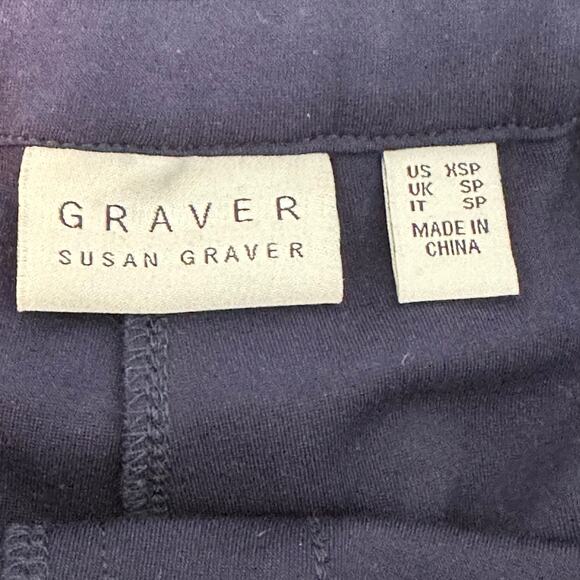 GRAVER
SUSAN GRAVER
US XSP
UK SP
IT SP
MADE IN
CHINA